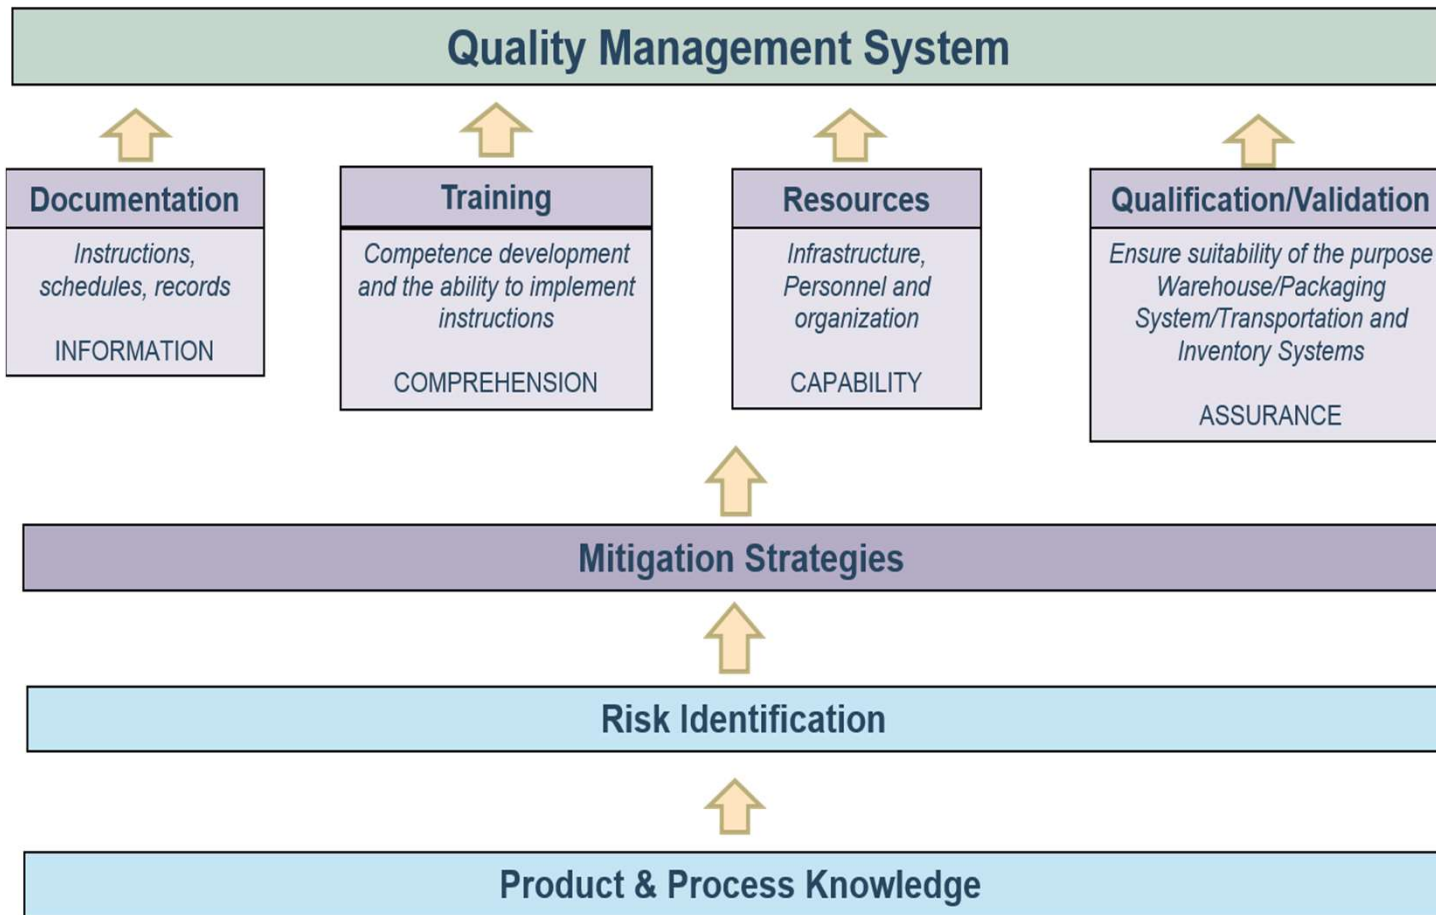 Quality Management System
Documentation
Instructions,
schedules, records
INFORMATION
Training
Competence development
and the ability to implement
instructions
COMPREHENSION
Resources
Infrastructure,
Personnel and
organization
CAPABILITY
Qualification/Validation
Ensure suitability of the purpose
Warehouse/Packaging
System/Transportation and
Inventory Systems
ASSURANCE
Mitigation Strategies
Risk Identification
Product & Process Knowledge